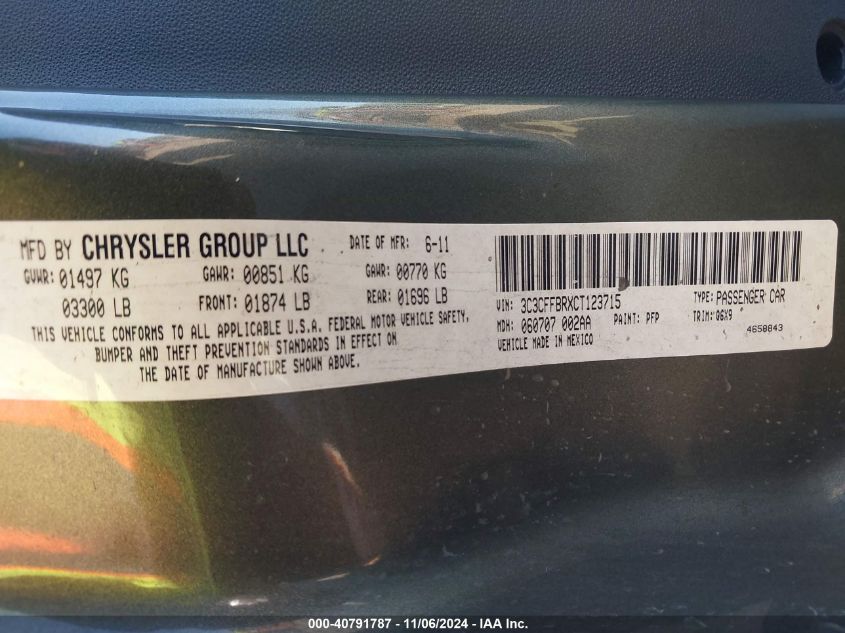 MFD BY CHRYSLER GROUP LLC DATE OF MFR: 6-11
GVWR: 01497 KG GAWR: 00851 KG GAWR: 00770 KG
03300 LB FRONT: 01874 LB REAR: 01696 LB
THIS VEHICLE CONFORMS TO ALL APPLICABLE U.S.A. FEDERAL MOTOR VEHICLE SAFETY,
BUMPER AND THEFT PREVENTION STANDARDS IN EFFECT ON
THE DATE OF MANUFACTURE SHOWN ABOVE.
VIN: 3C3CFFBRXCT123715 TYPE: PASSENGER CAR
MDH: 060707 002AA PAINT: PFP TRIM: 06X9
VEHICLE MADE IN MEXICO 4658843
000-40791787 - 11/06/2024 - IAA Inc.